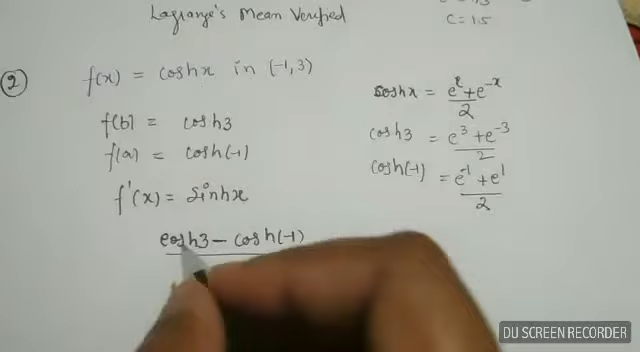 Lagrange's Mean Verified
C = 1.5
② f(x) = coshx in (-1,3)
f(b) = cosh3
f(a) = cosh(-1)
f'(x) = Sinhx
cosh3 - cosh(-1)
coshx = e^x + e^-x / 2
cosh3 = e^3 + e^-3 / 2
cosh(-1) = e^-1 + e^1 / 2
DU SCREEN RECORDER